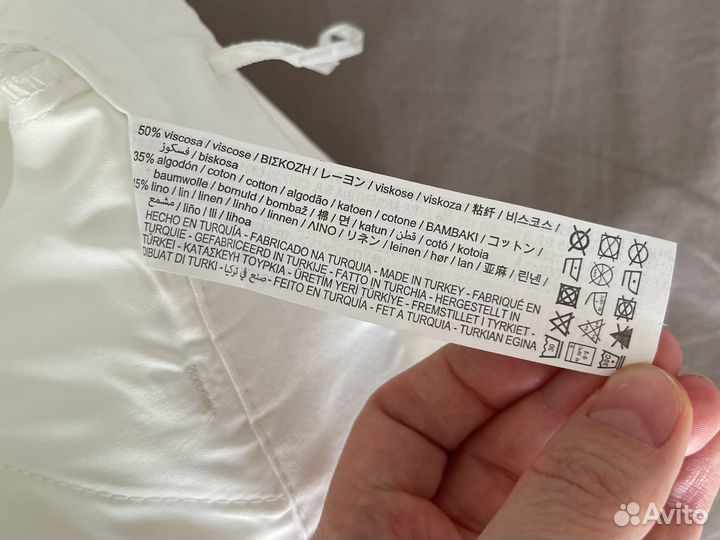 50% viscosa / viscose / ΒΙΣΚΟΖΗ / レーヨン / viskose / viskoza / 粘纤 / 비스코스 /
فسكوز / biskosa
35% algodón / coton / cotton / algodão / katoen / cotone / ΒΑΜΒΑΚΙ / コットン /
baumwolle / bomuld / bombaž / 棉 / 면 / katun / قطن / cotó / kotoia
15% lino / lin / linen / linho / linnen / ΛΙΝΟ / リネン / leinen / hør / lan / 亚麻 / 린넨 /
مشمع / liño / lli / lihoa
HECHO EN TURQUÍA - FABRICADO NA TURQUIA - MADE IN TURKEY - FABRIQUÉ EN
TURQUIE - GEFABRICEERD IN TURKIJE - FATTO IN TURCHIA - HERGESTELLT IN
TÜRKEI - ΚΑΤΑΣΚΕΥΗ ΤΟΥΡΚΙΑ - ÜRETİM YERİ TÜRKİYE - FREMSTILLET I TYRKIET -
DIBUAT DI TURKI - صنع في تركيا - FEITO EN TURQUÍA - FET A TURQUIA - TURKIAN EGINA
30
30
Avito